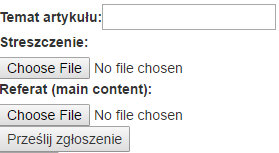 Temat artykułu:
Streszczenie:
Choose File No file chosen
Referat (main content):
Choose File No file chosen
Prześlij zgłoszenie